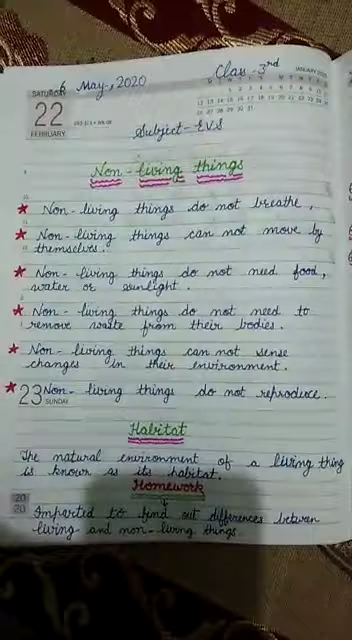 6 May, 2020
Class - 3rd
SATURDAY
22
FEBRUARY
JANUARY
Subject - EVS
Non - living things
★ Non-living things do not breathe.
★ Non-living things can not move by
themselves.
★ Non-living things do not need food,
water or sunlight.
★ Non-living things do not need to
remove waste from their bodies.
★ Non-living things can not sense
changes in their environment.
★ Non-living things do not reproduce.
23
SUNDAY
Habitat
The natural environment of a living thing
is known as its habitat.
Homework
20
20
Imparted to find out differences between
living and non-living things.